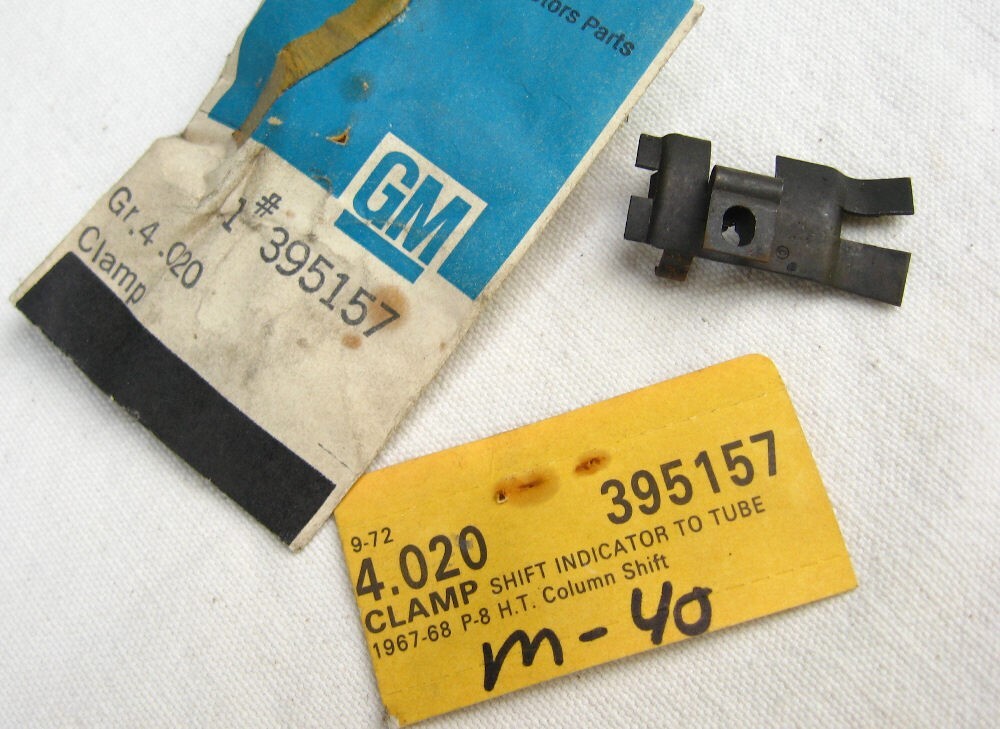 Parts
GM
1 # 395157
Gr.4.020
Clamp
9-72
4.020 395157
CLAMP SHIFT INDICATOR TO TUBE
1967-68 P-8 H.T. Column Shift
m-40